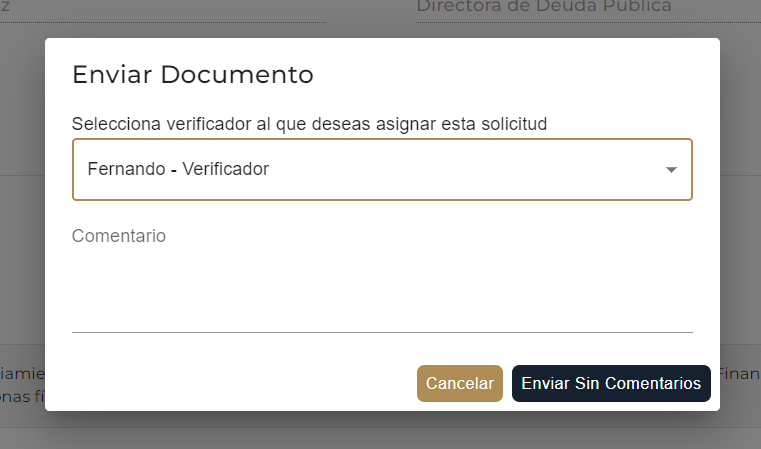 z
Directora de Deuda Pública
Enviar Documento
Selecciona verificador al que deseas asignar esta solicitud
Fernando - Verificador
Comentario
Cancelar
Enviar Sin Comentarios